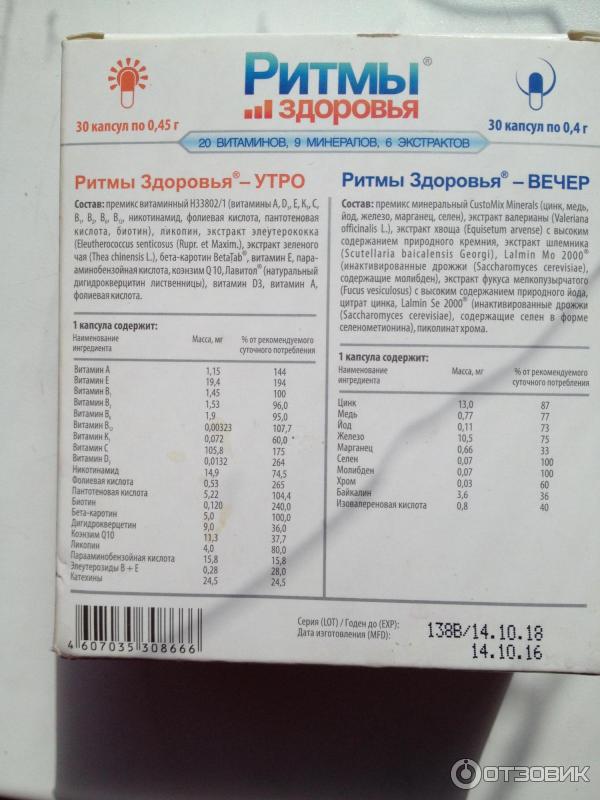 Ритмы®
здоровья
30 капсул по 0,45 г
30 капсул по 0,4 г
20 ВИТАМИНОВ, 9 МИНЕРАЛОВ, 6 ЭКСТРАКТОВ
Ритмы Здоровья® – УТРО
Состав: премикс витаминный H33802/1 (витамины A, D₃, E, K₁, C,
B₁, B₂, B₆, B₁₂, никотинамид, фолиевая кислота, пантотеновая
кислота, биотин), ликопин, экстракт элеутерококка
(Eleutherococcus senticosus (Rupr. et Maxim.), экстракт зеленого
чая (Thea chinensis L.), бета-каротин BetaTab®, витамин E, пара-
аминобензойная кислота, коэнзим Q 10, Лавитол® (натуральный
дигидрокверцитин лиственницы), витамин D3, витамин A,
фолиевая кислота.
1 капсула содержит:
Наименование ингредиента Масса, мг % от рекомендуемого суточного потребления
Витамин A 1,15 144
Витамин E 19,4 194
Витамин B₁ 1,45 100
Витамин B₂ 1,53 96,0
Витамин B₆ 1,9 95,0
Витамин B₁₂ 0,00323 107,7
Витамин K₁ 0,072 60,0
Витамин C 105,8 175
Витамин D₃ 0,0132 264
Никотинамид 14,9 74,5
Фолиевая кислота 0,53 265
Пантотеновая кислота 5,22 104,4
Биотин 0,120 240,0
Бета-каротин 5,0 100,0
Дигидрокверцетин 9,0 36,0
Коэнзим Q10 11,3 37,7
Ликопин 4,0 80,0
Парааминобензойная кислота 15,8 15,8
Элеутерозиды B + E 0,28 28,0
Катехины 24,5 24,5
Ритмы Здоровья® – ВЕЧЕР
Состав: премикс минеральный CustoMix Minerals (цинк, медь,
йод, железо, марганец, селен), экстракт валерианы (Valeriana
officinalis L.), экстракт хвоща (Equisetum arvense) с высоким
содержанием природного кремния, экстракт шлемника
(Scutellaria baicalensis Georgi), Lalmin Mo 2000®
(инактивированные дрожжи (Saccharomyces cerevisiae),
содержащие молибден), экстракт фукуса мелкопузырчатого
(Fucus vesiculosus) с высоким содержанием природного йода,
цитрат цинка, Lalmin Se 2000® (инактивированные дрожжи
(Saccharomyces cerevisiae), содержащие селен в форме
селенометионина), пиколинат хрома.
1 капсула содержит:
Наименование ингредиента Масса, мг % от рекомендуемого суточного потребления
Цинк 13,0 87
Медь 0,77 77
Йод 0,11 73
Железо 10,5 75
Марганец 0,66 33
Селен 0,07 100
Молибден 0,07 100
Хром 0,03 60
Байкалин 3,6 36
Изовалереновая кислота 0,8 40
4 607035 308666
Серия (LOT) / Годен до (EXP): 138B/14.10.18
Дата изготовления (MFD): 14.10.16
ОТЗОВИК